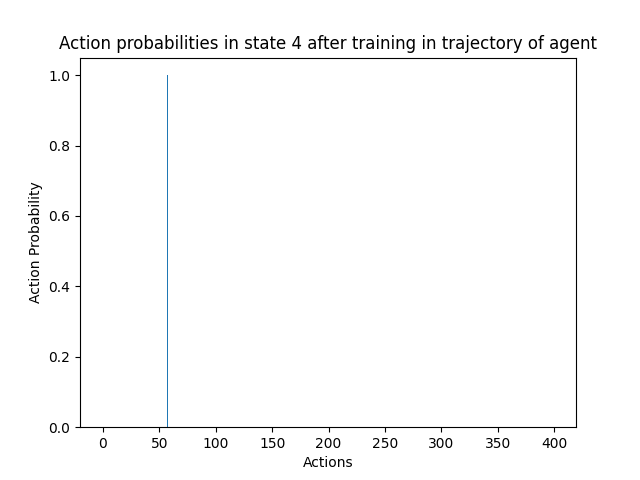 Action probabilities in state 4 after training in trajectory of agent
1.0
0.8
0.6
0.4
0.2
0.0
Action Probability
0 50 100 150 200 250 300 350 400
Actions